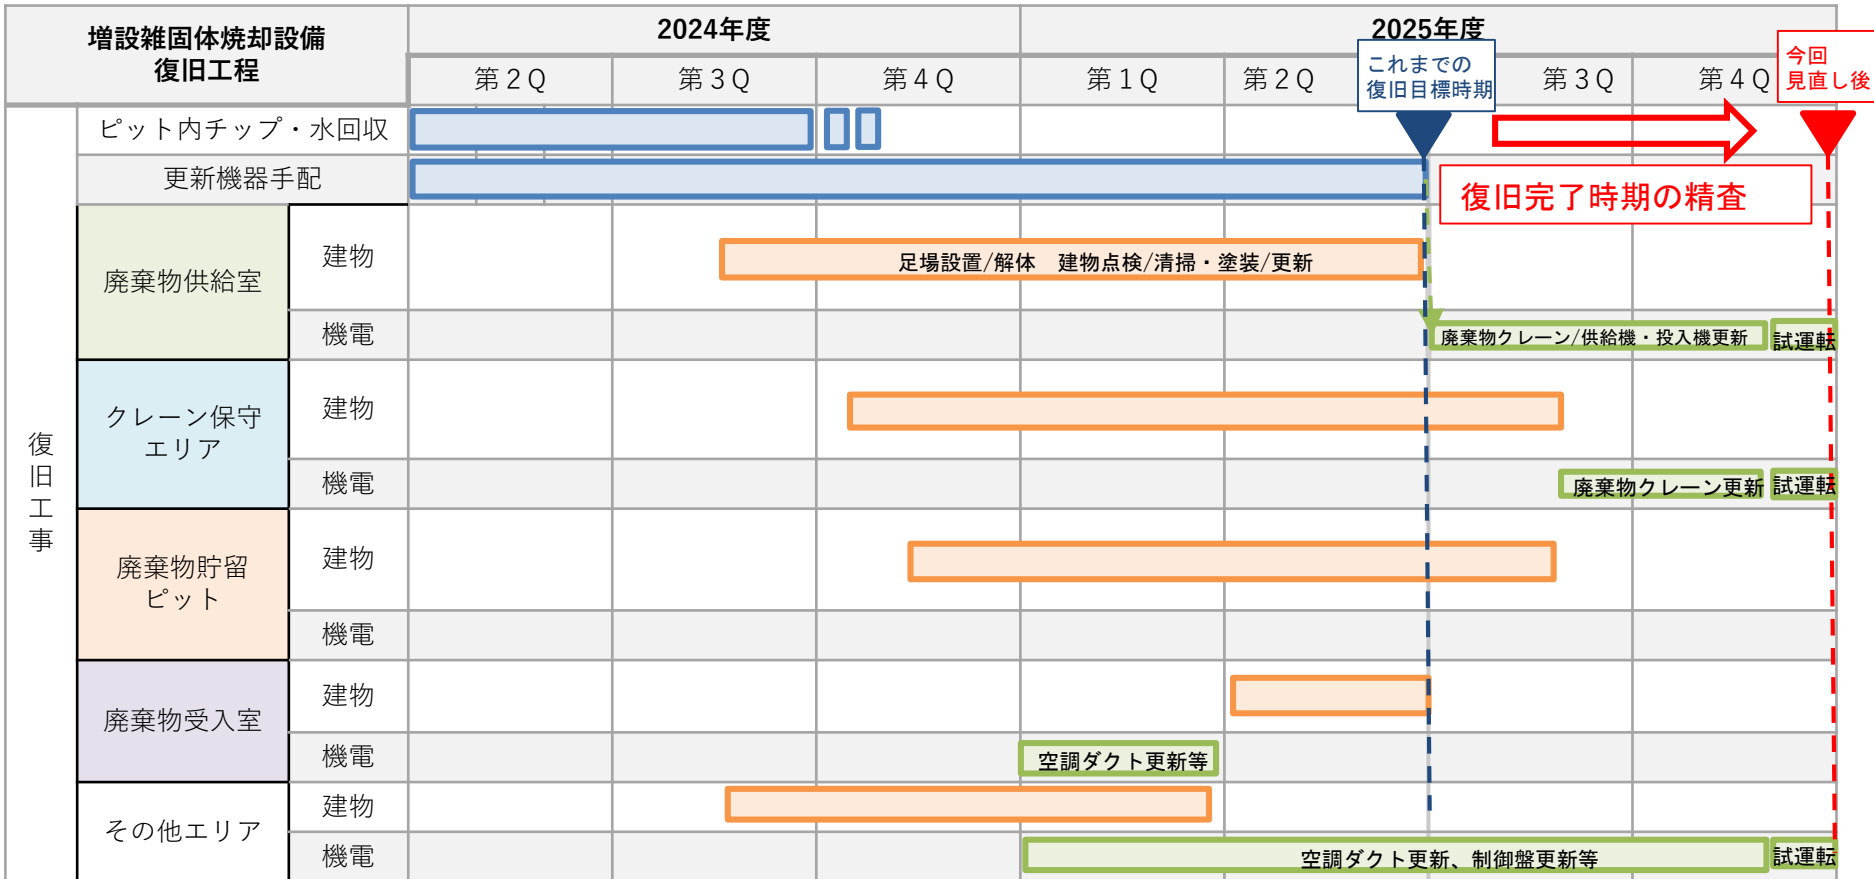 増設雑固体焼却設備
復旧工程
2024年度
2025年度
第２Ｑ
第３Ｑ
第４Ｑ
第１Ｑ
第２Ｑ
第３Ｑ
第４Ｑ
これまでの
復旧目標時期
今回
見直し後
復旧工事
ピット内チップ・水回収
更新機器手配
復旧完了時期の精査
廃棄物供給室
建物
足場設置/解体　建物点検/清掃・塗装/更新
機電
廃棄物クレーン/供給機・投入機更新
試運転
クレーン保守
エリア
建物
機電
廃棄物クレーン更新
試運転
廃棄物貯留
ピット
建物
機電
廃棄物受入室
建物
機電
空調ダクト更新等
その他エリア
建物
機電
空調ダクト更新、制御盤更新等
試運転